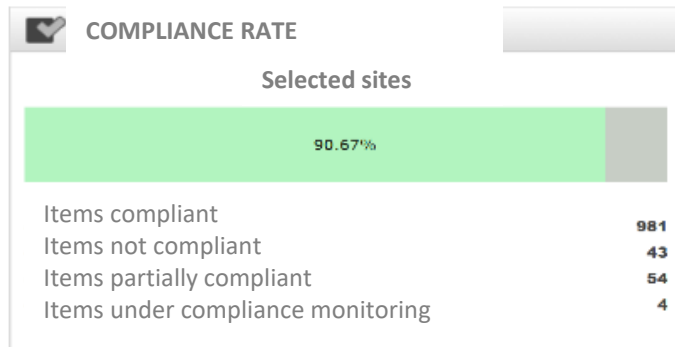 COMPLIANCE RATE
Selected sites
90.67%
Items compliant 981
Items not compliant 43
Items partially compliant 54
Items under compliance monitoring 4